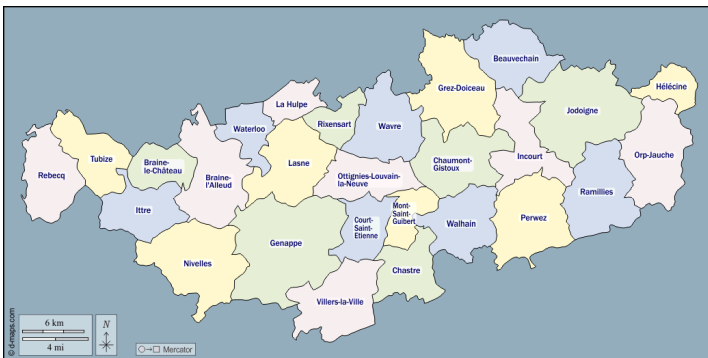 Beauvechain
Hélécine
Grez-Doiceau
La Hulpe
Jodoigne
Waterloo
Rixensart
Wavre
Tubize
Braine-
le-Château
Lasne
Chaumont-
Gistoux
Incourt
Orp-Jauche
Rebecq
Braine-
l'Alleud
Ottignies-Louvain-
la-Neuve
Ramillies
Ittre
Mont-
Saint-
Guibert
Court-
Saint-
Etienne
Walhain
Perwez
Genappe
Nivelles
Chastre
Villers-la-Ville
© d-maps.com
6 km
4 mi
N
Mercator